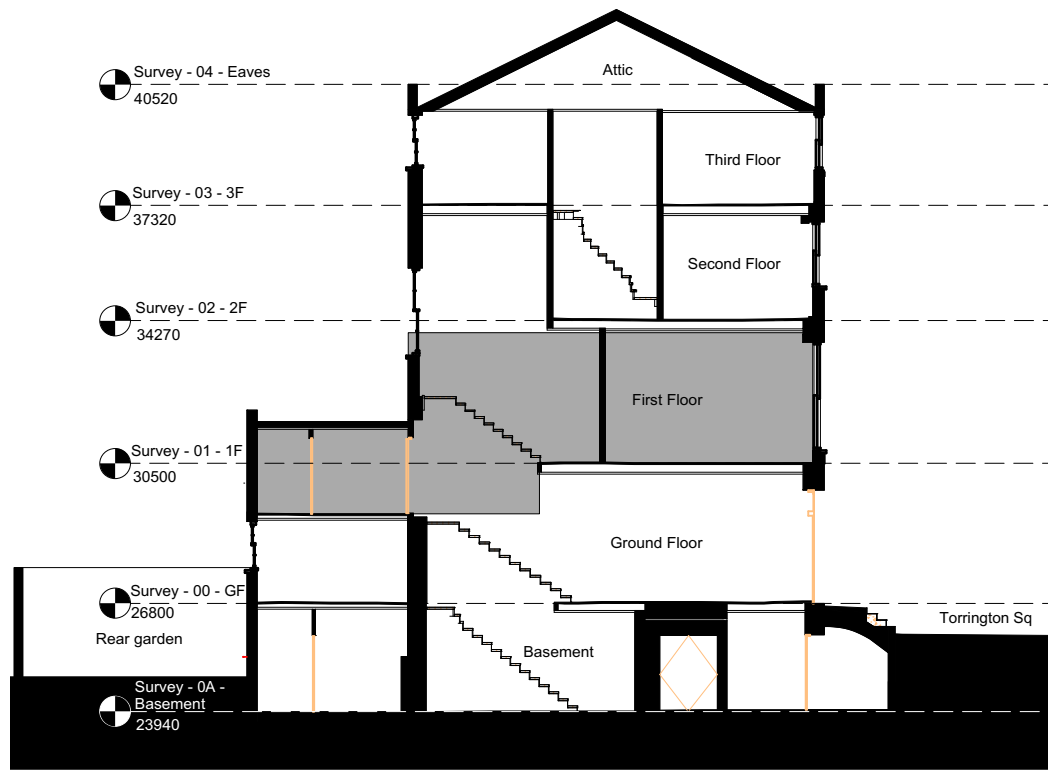 Attic
Survey - 04 - Eaves
40520
Third Floor
Survey - 03 - 3F
37320
Second Floor
Survey - 02 - 2F
34270
First Floor
Survey - 01 - 1F
30500
Ground Floor
Survey - 00 - GF
26800
Rear garden
Torrington Sq
Basement
Survey - 0A -
Basement
23940